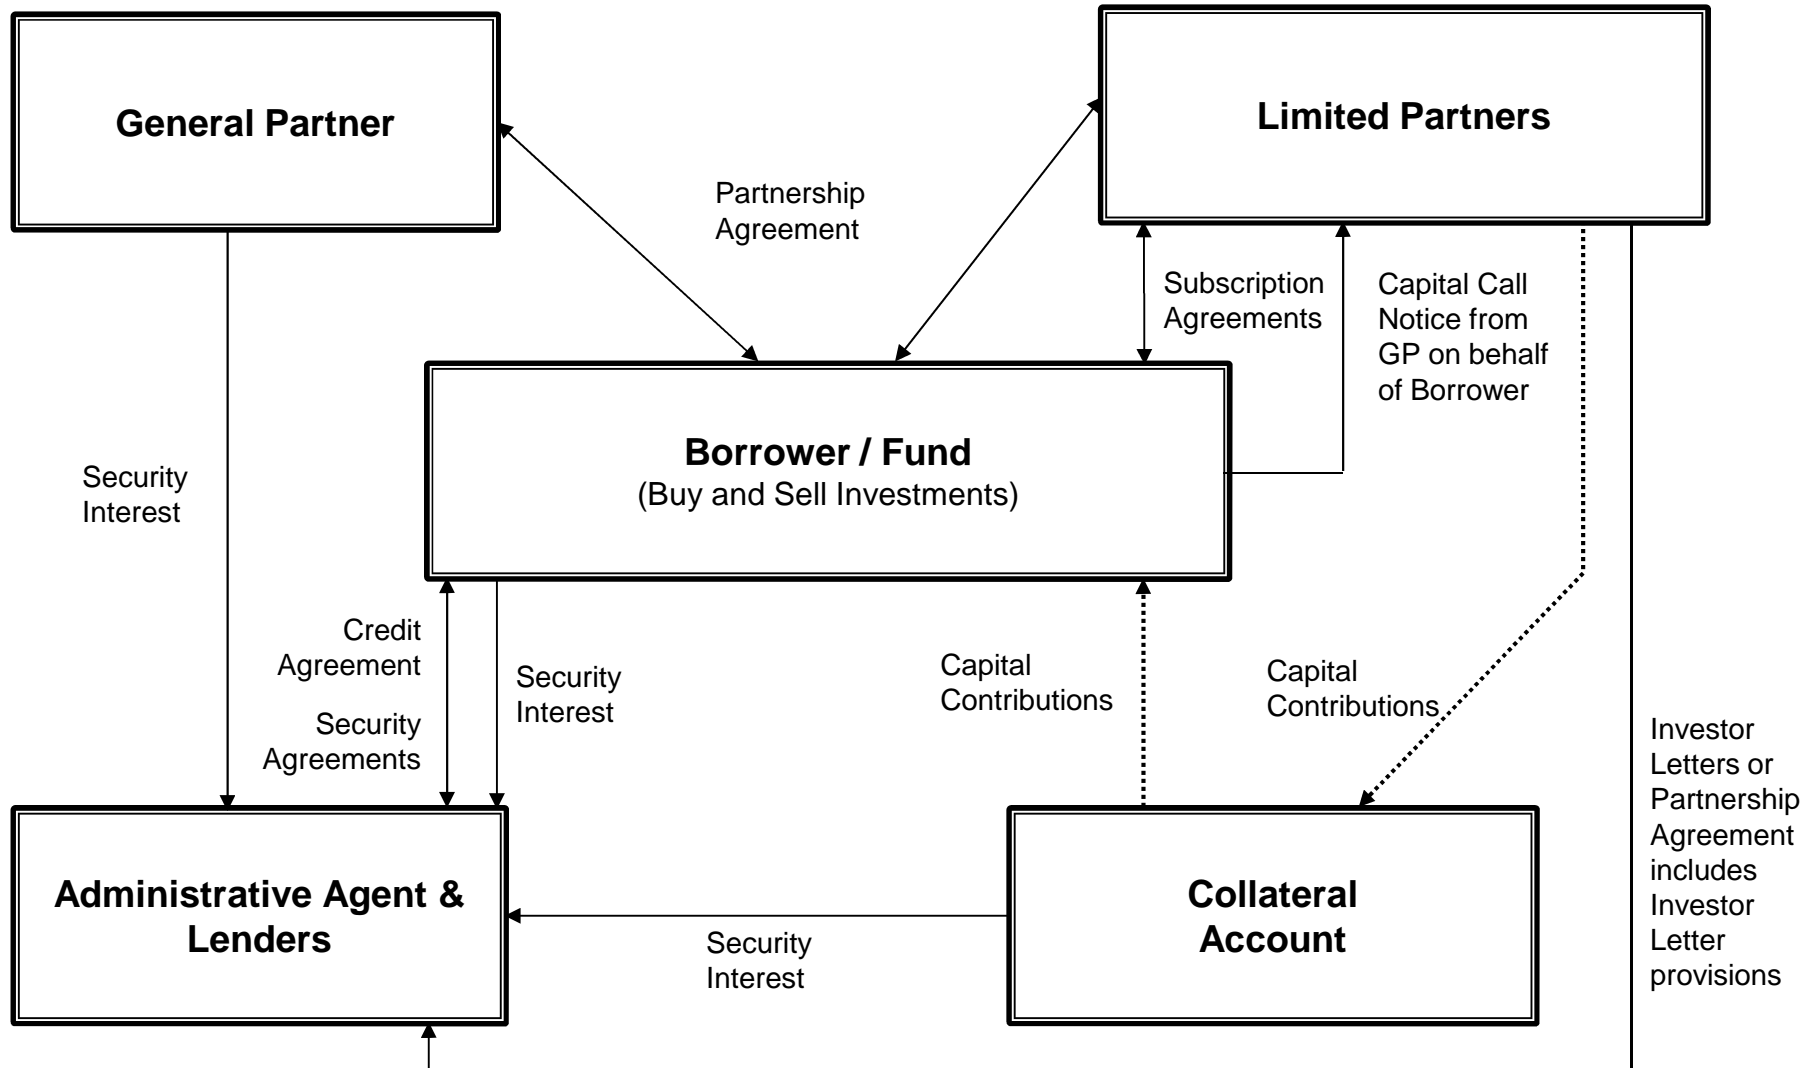 General Partner
Limited Partners
Partnership
Agreement
Subscription
Agreements
Capital Call
Notice from
GP on behalf
of Borrower
Borrower / Fund
(Buy and Sell Investments)
Security
Interest
Credit
Agreement
Security
Agreements
Security
Interest
Capital
Contributions
Capital
Contributions
Investor
Letters or
Partnership
Agreement
includes
Investor
Letter
provisions
Administrative Agent &
Lenders
Security
Interest
Collateral
Account